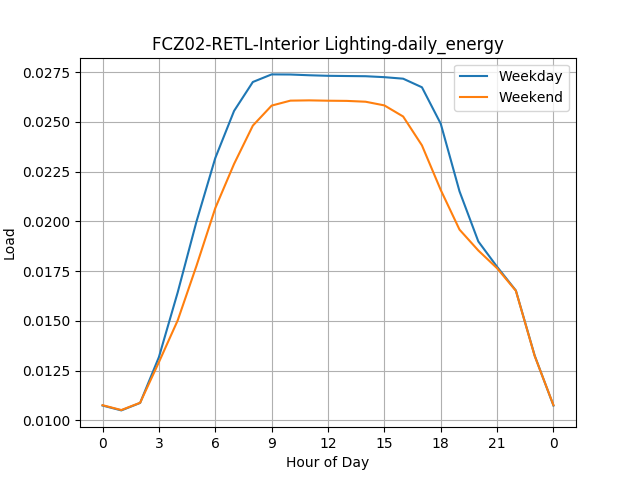 FCZ02-RETL-Interior Lighting-daily_energy
Weekday
Weekend
Load
0.0275
0.0250
0.0225
0.0200
0.0175
0.0150
0.0125
0.0100
0 3 6 9 12 15 18 21 0
Hour of Day